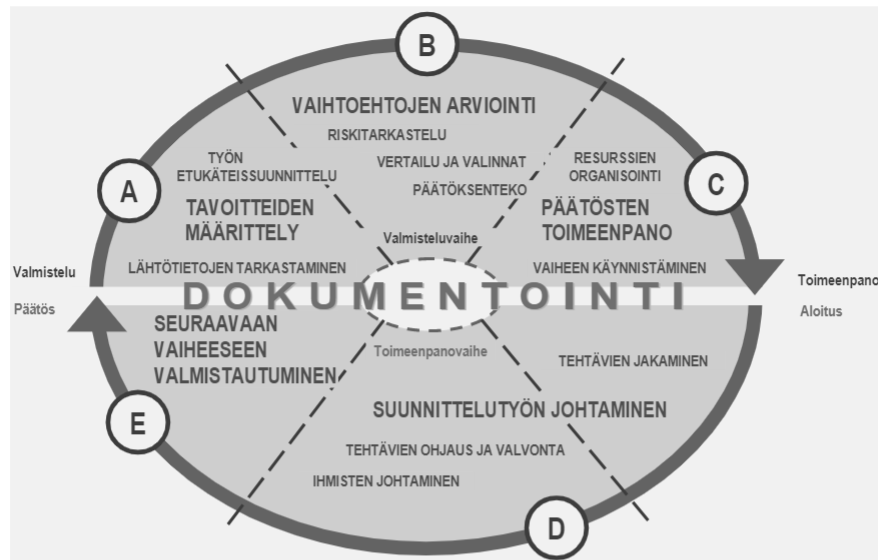 B
VAIHTOEHTOJEN ARVIOINTI
RISKITARKASTELU
VERTAILU JA VALINNAT
PÄÄTÖKSENTEKO
A
TYÖN
ETUKÄTEISSUUNNITTELU
TAVOITTEIDEN
MÄÄRITTELY
LÄHTÖTIETOJEN TARKASTAMINEN
C
RESURSSIEN
ORGANISOINTI
PÄÄTÖSTEN
TOIMEENPANO
VAIHEEN KÄYNNISTÄMINEN
Valmisteluvaihe
Valmistelu
Toimeenpano
DOKUMENTOINTI
Päätös
Aloitus
SEURAAVAAN
VAIHEESEEN
VALMISTAUTUMINEN
Toimeenpanovaihe
TEHTÄVIEN JAKAMINEN
SUUNNITTELUTYÖN JOHTAMINEN
TEHTÄVIEN OHJAUS JA VALVONTA
IHMISTEN JOHTAMINEN
E
D